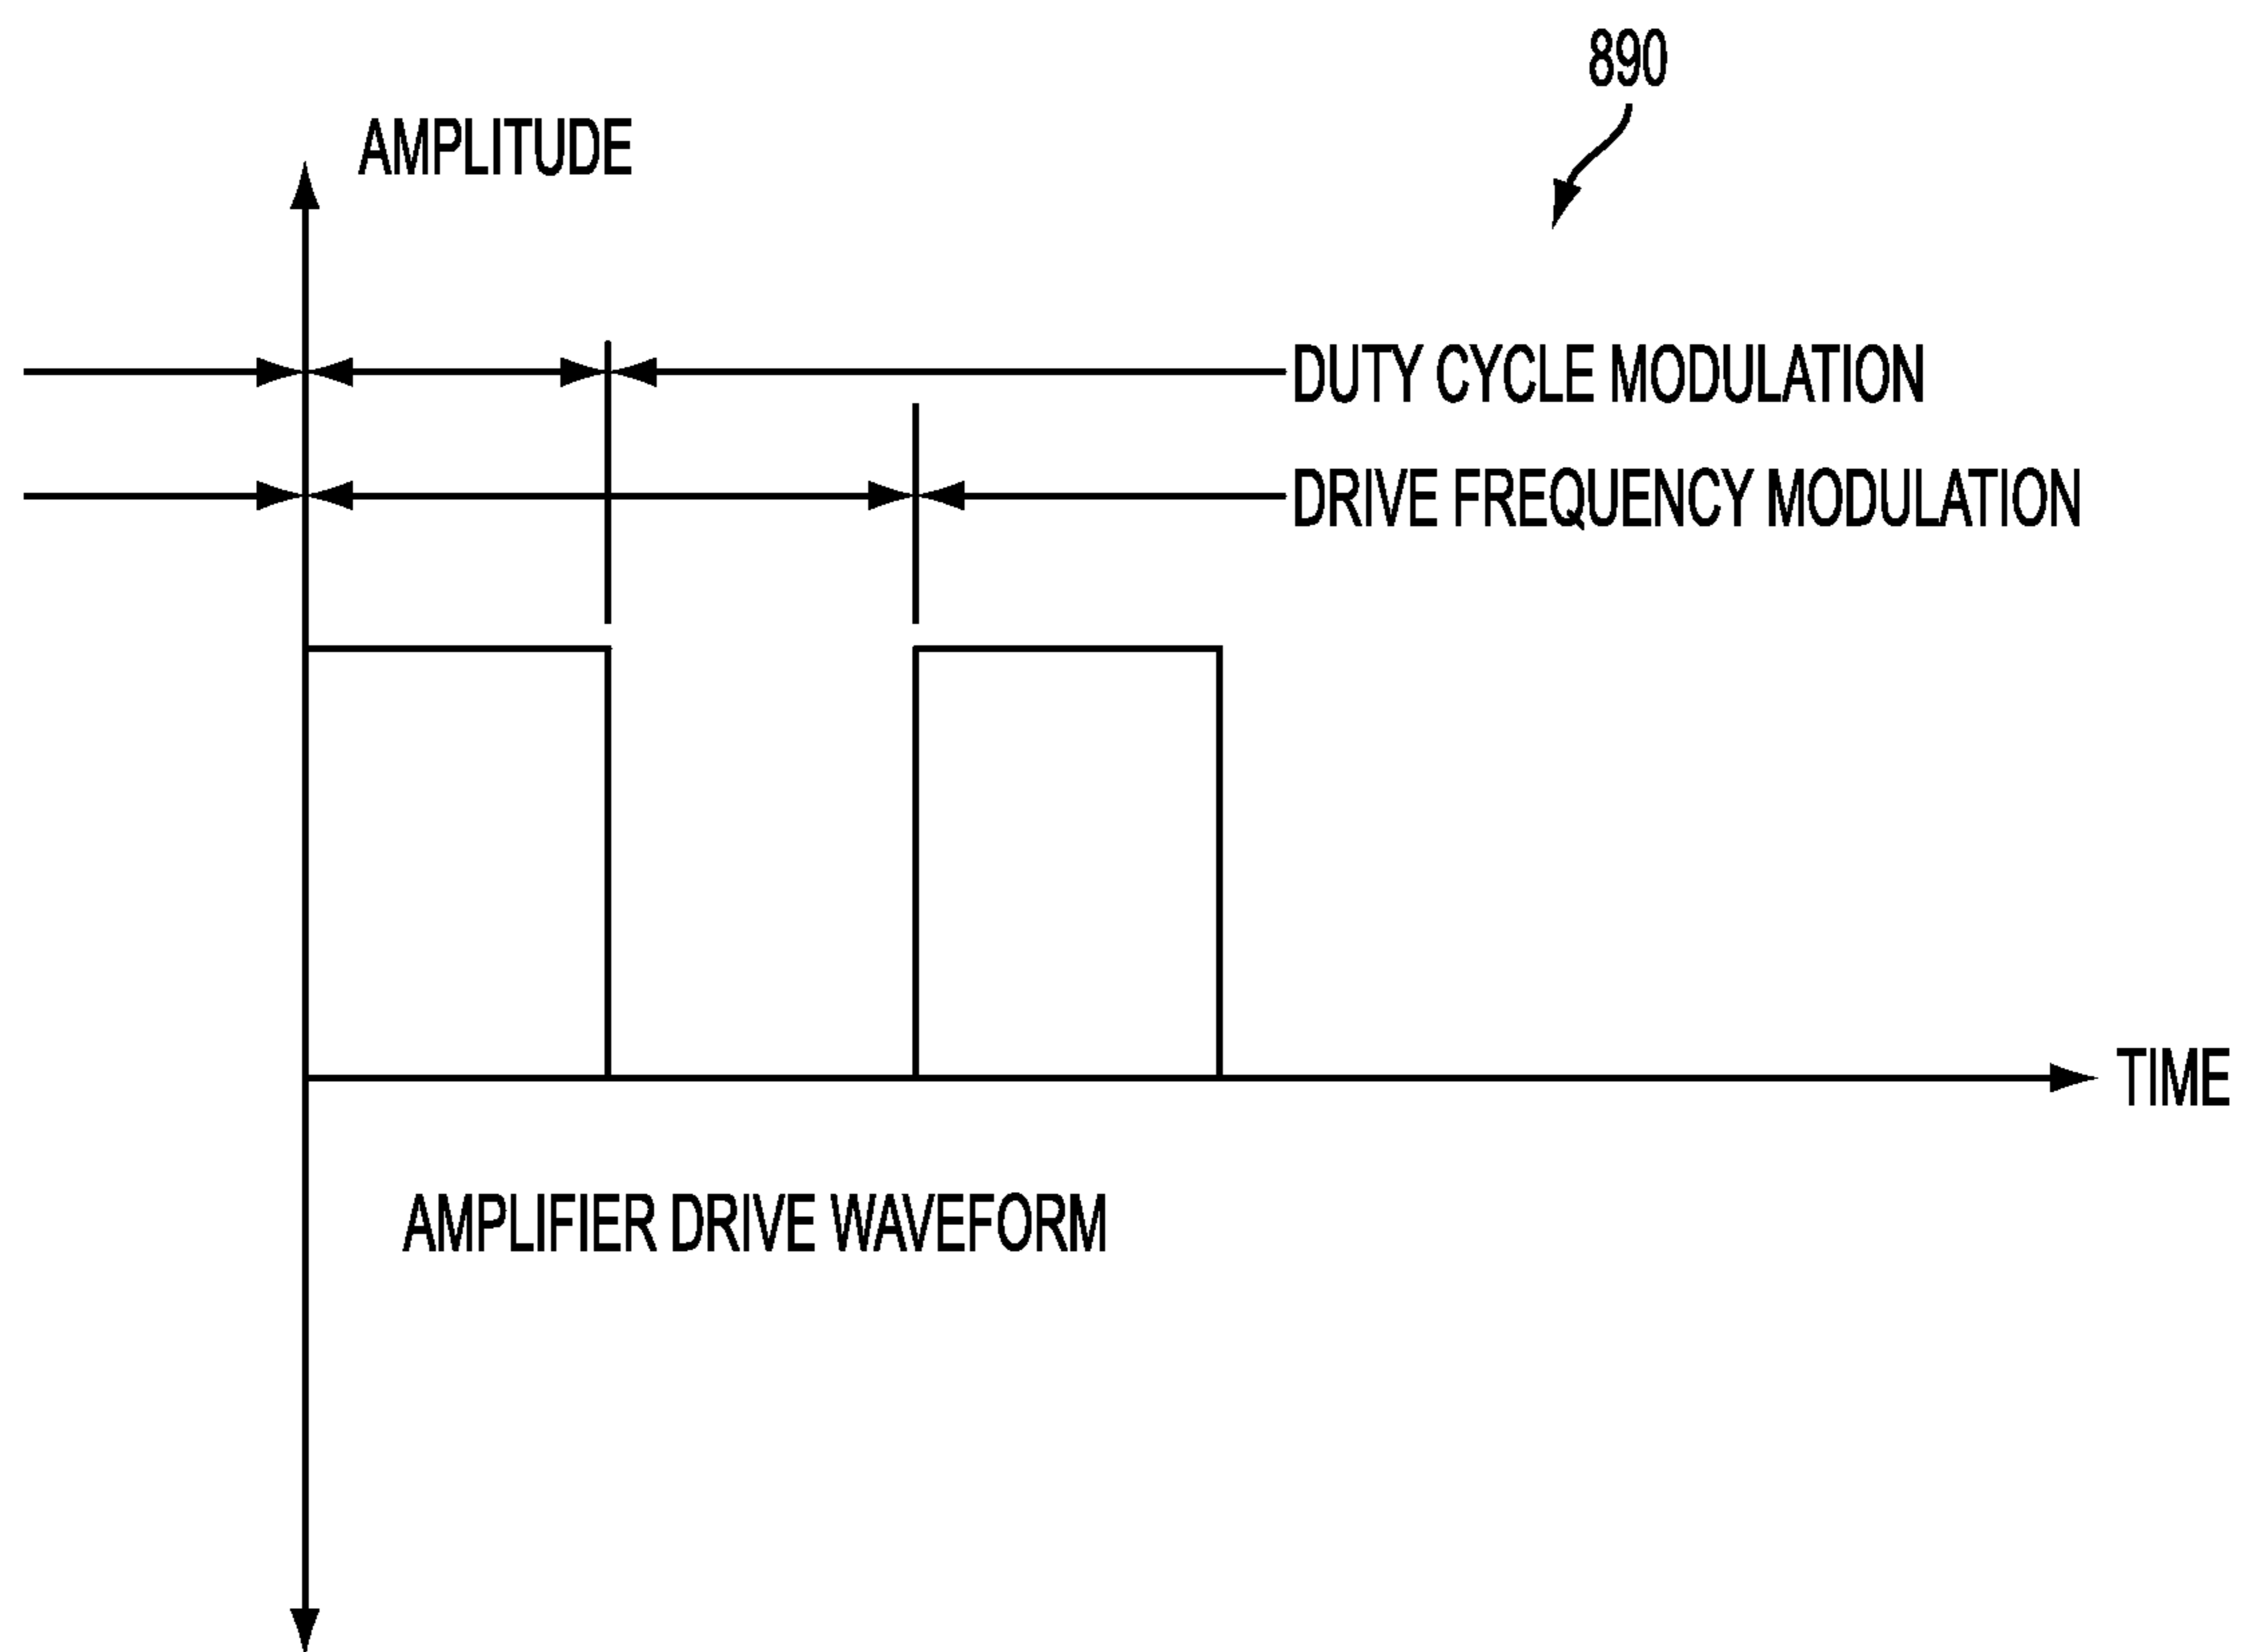 890
AMPLITUDE
DUTY CYCLE MODULATION
DRIVE FREQUENCY MODULATION
TIME
AMPLIFIER DRIVE WAVEFORM